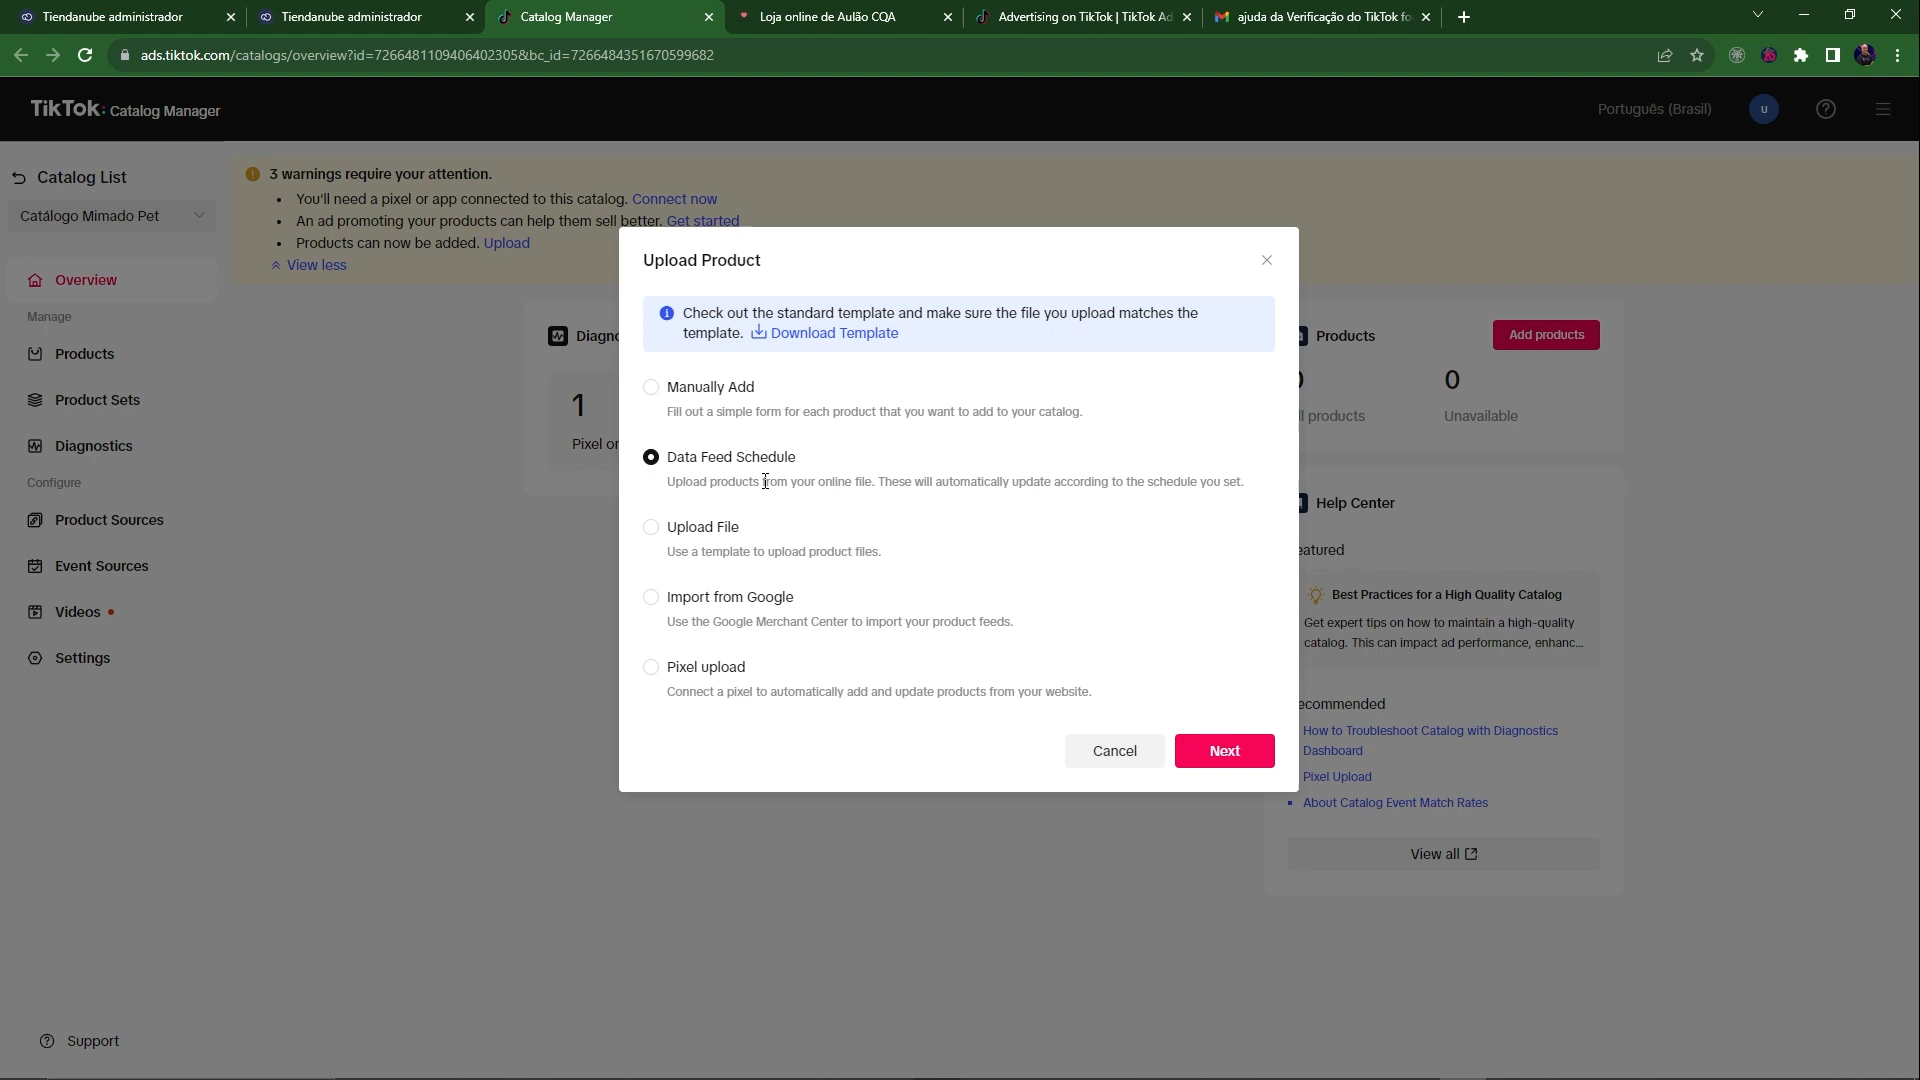 Tiendanube administrador
Tiendanube administrador
Catalog Manager
Loja online de Aulão CQA
Advertising on TikTok | TikTok Ad
ajuda da Verificação do TikTok fo
ads.tiktok.com/catalogs/overview?id=7266481109406402305&bc_id=7266484351670599682
TikTok: Catalog Manager
Português (Brasil)
U
Catalog List
Catálogo Mimado Pet
Overview
Manage
Products
Product Sets
Diagnostics
Configure
Product Sources
Event Sources
Videos
Settings
Support
3 warnings require your attention.
You'll need a pixel or app connected to this catalog. Connect now
An ad promoting your products can help them sell better. Get started
Products can now be added. Upload
View less
Diagno
1
Pixel or
Upload Product
Check out the standard template and make sure the file you upload matches the
template. Download Template
Manually Add
Fill out a simple form for each product that you want to add to your catalog.
Data Feed Schedule
Upload products from your online file. These will automatically update according to the schedule you set.
Upload File
Use a template to upload product files.
Import from Google
Use the Google Merchant Center to import your product feeds.
Pixel upload
Connect a pixel to automatically add and update products from your website.
Cancel
Next
Products
Add products
0
ll products
Unavailable
Help Center
eatured
Best Practices for a High Quality Catalog
Get expert tips on how to maintain a high-quality
catalog. This can impact ad performance, enhanc...
ecommended
How to Troubleshoot Catalog with Diagnostics
Dashboard
Pixel Upload
About Catalog Event Match Rates
View all